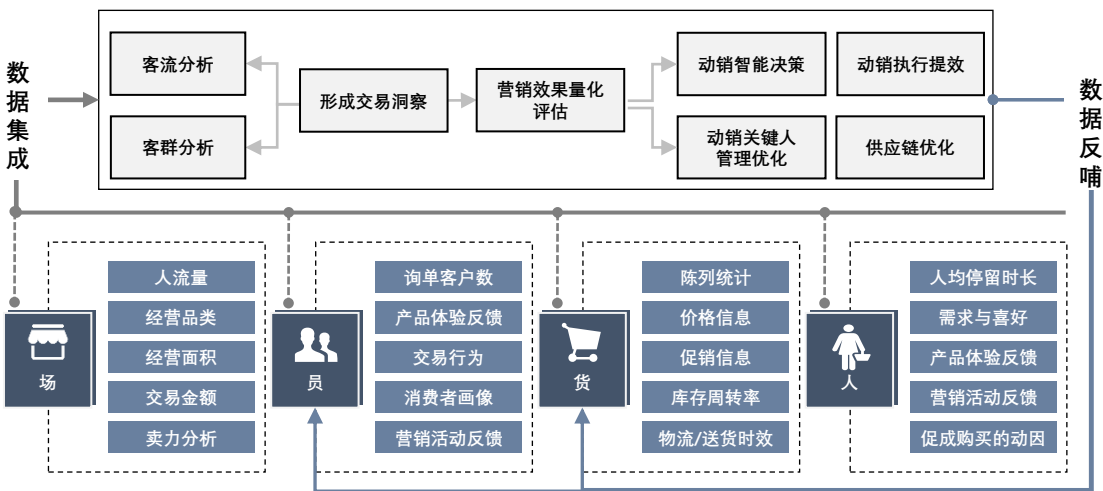 数据集成
客流分析
客群分析
形成交易洞察
营销效果量化
评估
动销智能决策
动销执行提效
动销关键人
管理优化
供应链优化
数据反哺
场
人流量
经营品类
经营面积
交易金额
卖力分析
员
询单客户数
产品体验反馈
交易行为
消费者画像
营销活动反馈
货
陈列统计
价格信息
促销信息
库存周转率
物流/送货时效
人
人均停留时长
需求与喜好
产品体验反馈
营销活动反馈
促成购买的动因